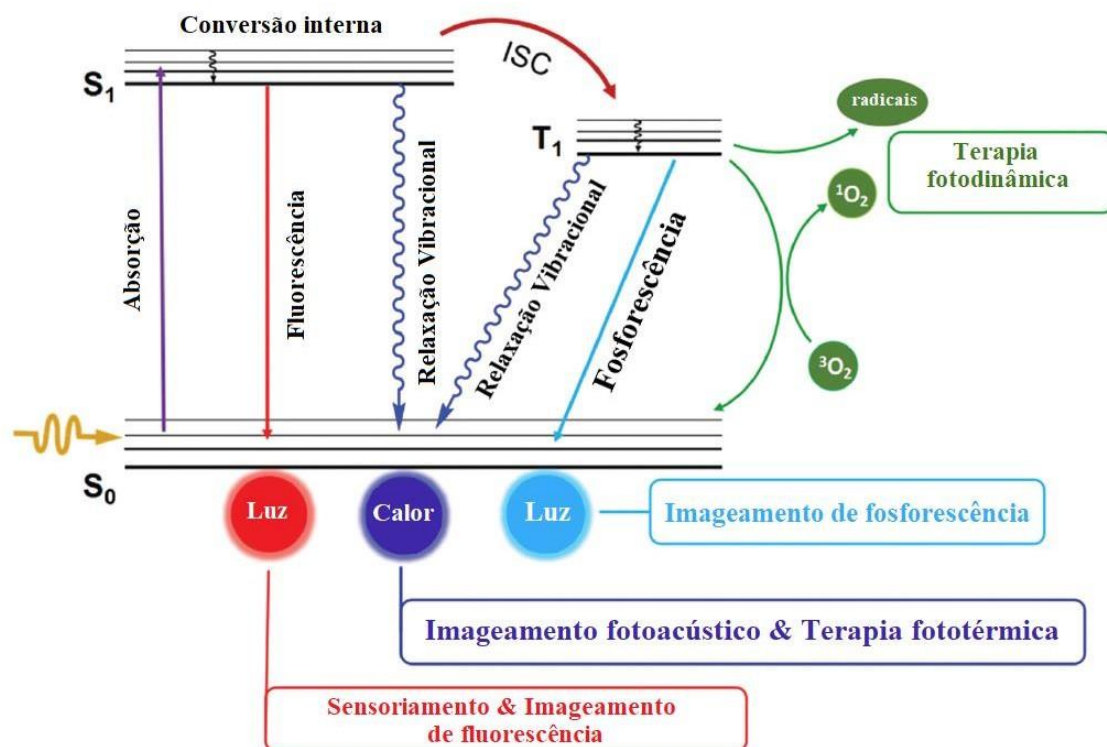 Conversão interna
ISC
S₁
T₁
radicais
Terapia
fotodinâmica
¹O₂
³O₂
Absorção
Fluorescência
Relaxação Vibracional
Relaxação Vibracional
Fosforescência
S₀
Luz
Calor
Luz
Imageamento de fosforescência
Imageamento fotoacústico & Terapia fototérmica
Sensoriamento & Imageamento
de fluorescência